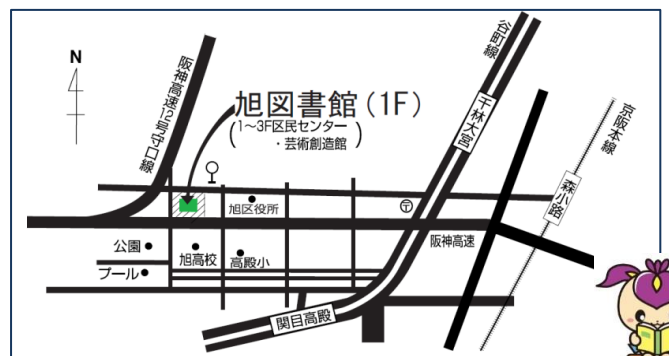 N
阪神高速12号守口線
旭図書館(1F)
(1~3F区民センター
・芸術創造館)
谷町線
千林大宮
京阪本線
森小路
旭区役所
〒
阪神高速
公園
旭高校
高殿小
プール
関目高殿